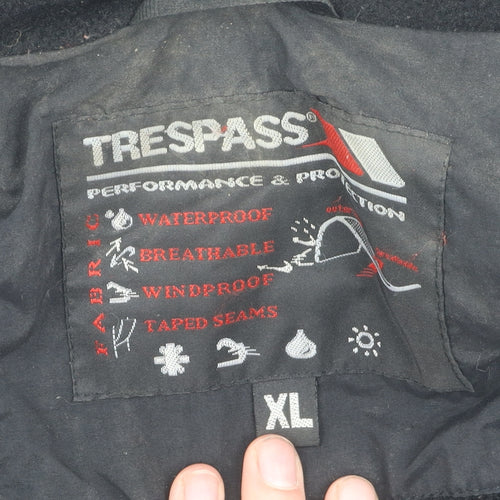 TRESPASS®
PERFORMANCE & PROTECTION
FABRIC
WATERPROOF
BREATHABLE
WINDPROOF
TAPED SEAMS
XL